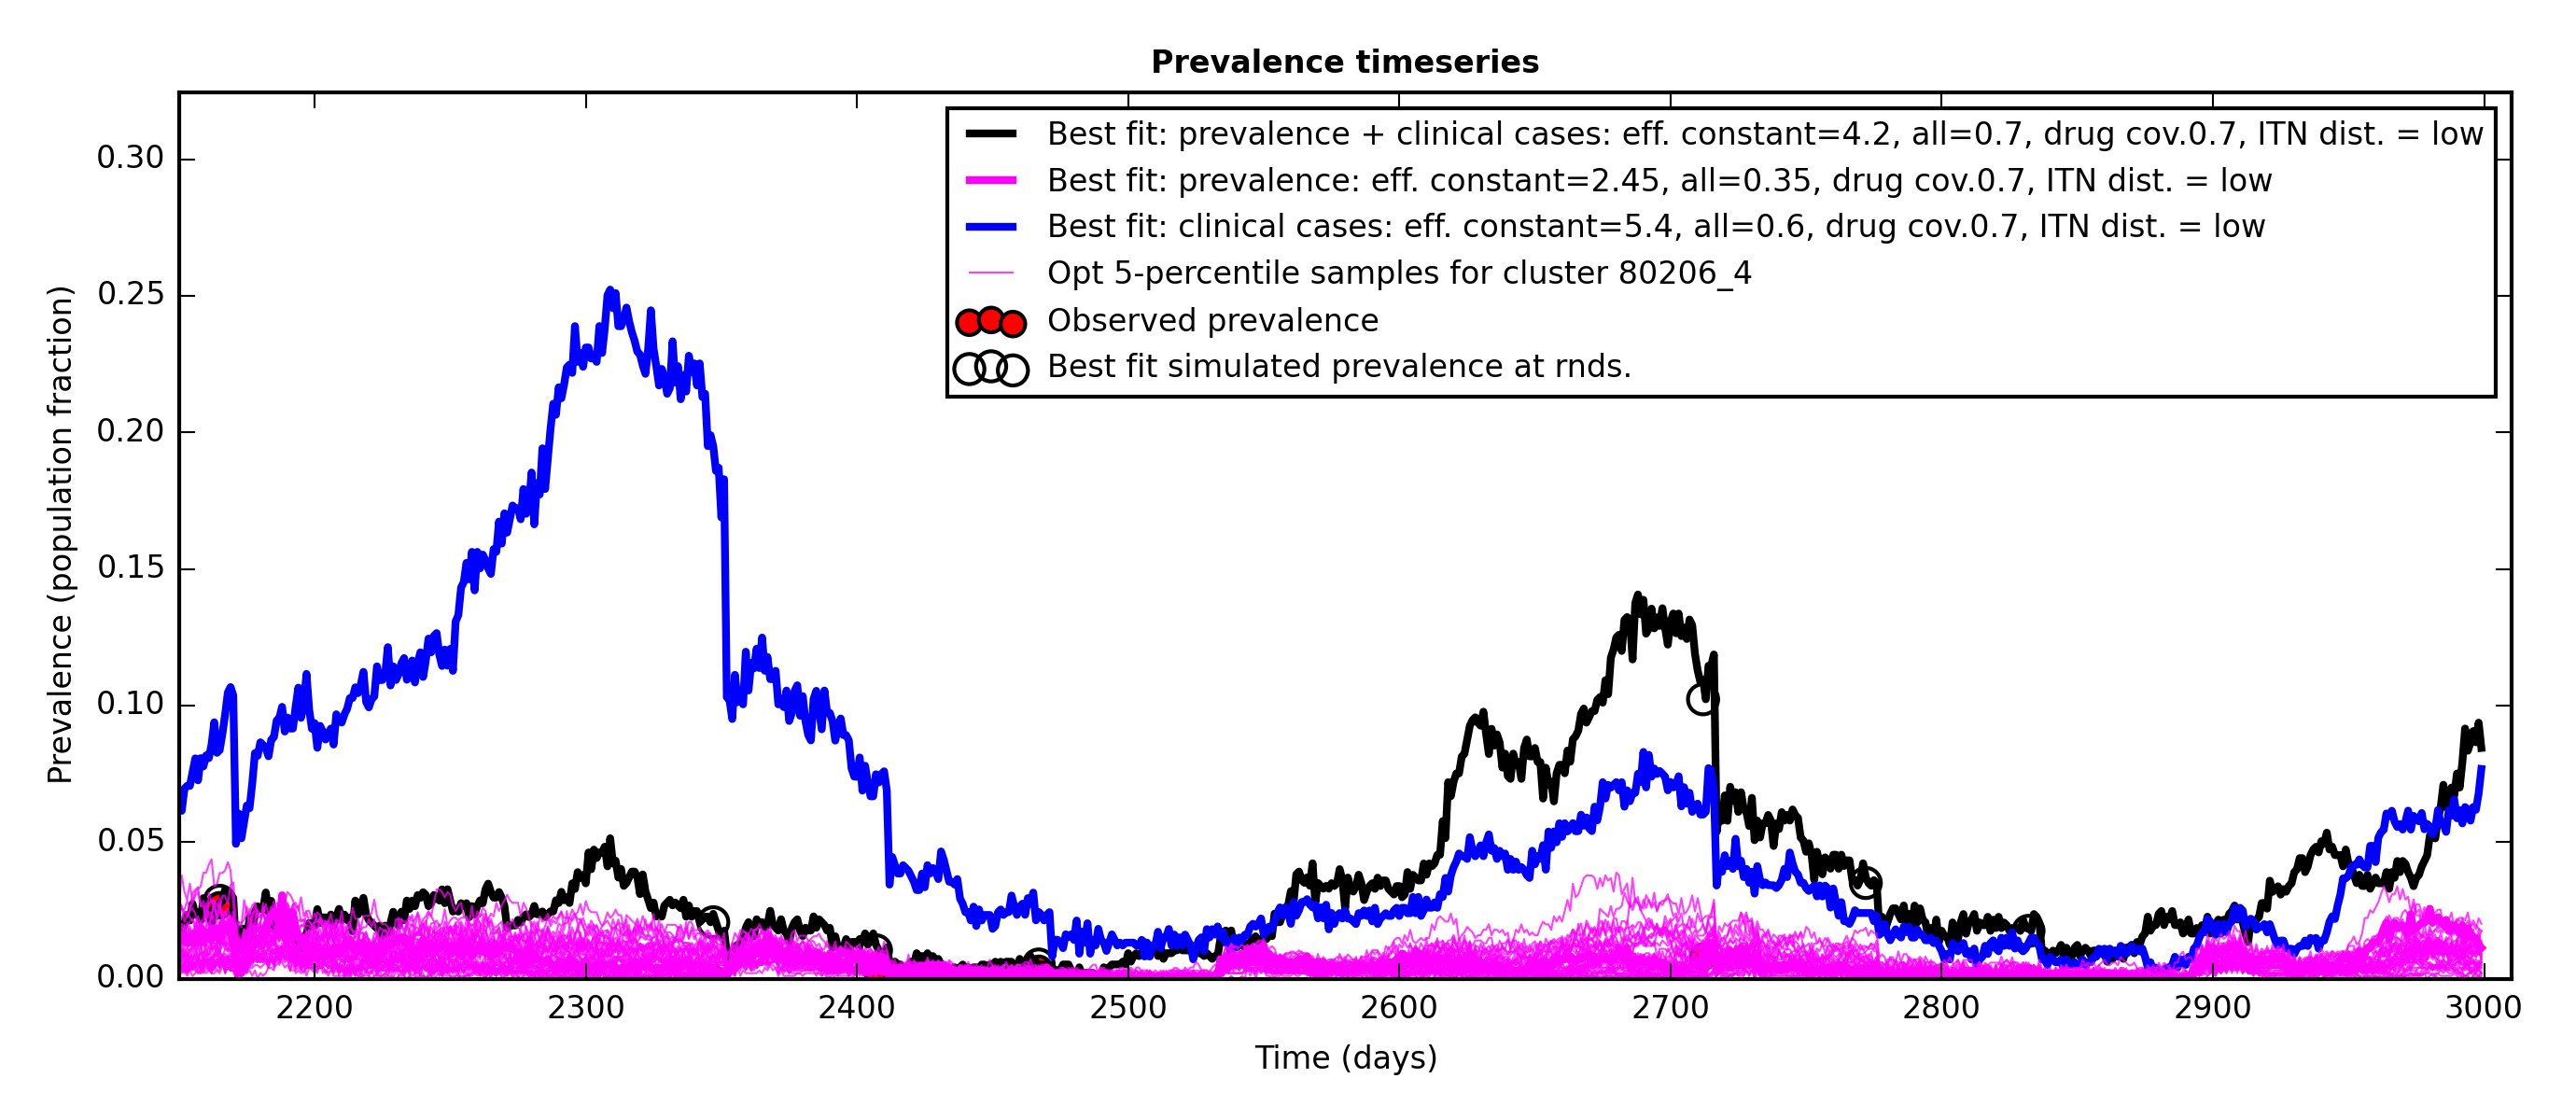 Prevalence timeseries
Best fit: prevalence + clinical cases: eff. constant=4.2, all=0.7, drug cov.0.7, ITN dist. = low
Best fit: prevalence: eff. constant=2.45, all=0.35, drug cov.0.7, ITN dist. = low
Best fit: clinical cases: eff. constant=5.4, all=0.6, drug cov.0.7, ITN dist. = low
Opt 5-percentile samples for cluster 80206_4
Observed prevalence
Best fit simulated prevalence at rnds.
Prevalence (population fraction)
0.30
0.25
0.20
0.15
0.10
0.05
0.00
2200 2300 2400 2500 2600 2700 2800 2900 3000
Time (days)